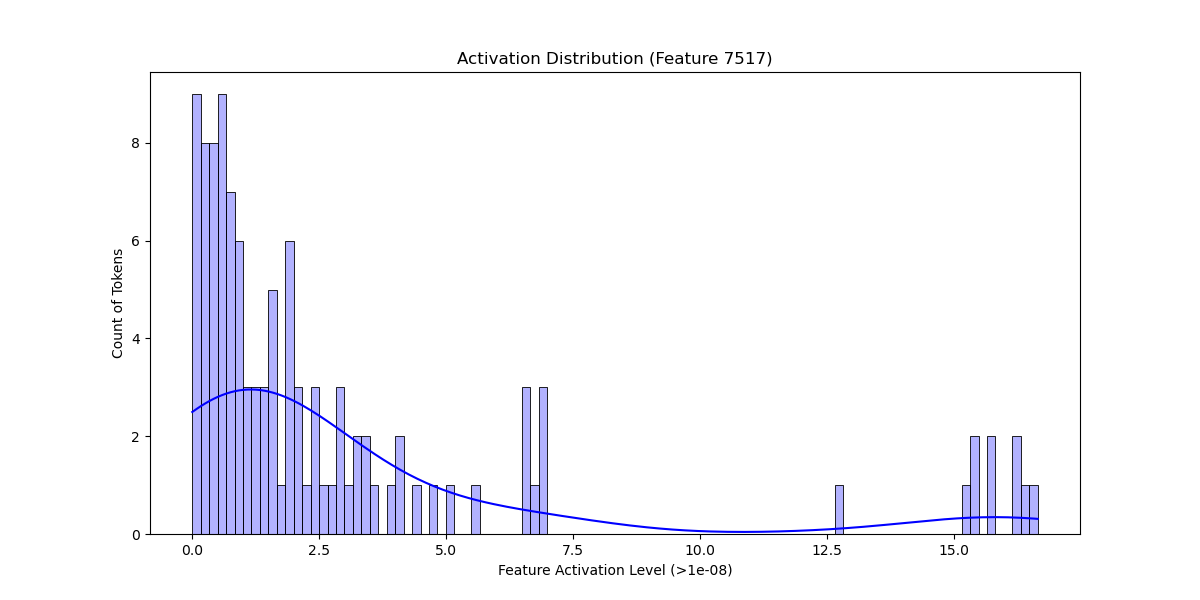 Activation Distribution (Feature 7517)
Count of Tokens
8
6
4
2
0
0.0 2.5 5.0 7.5 10.0 12.5 15.0
Feature Activation Level (>1e-08)